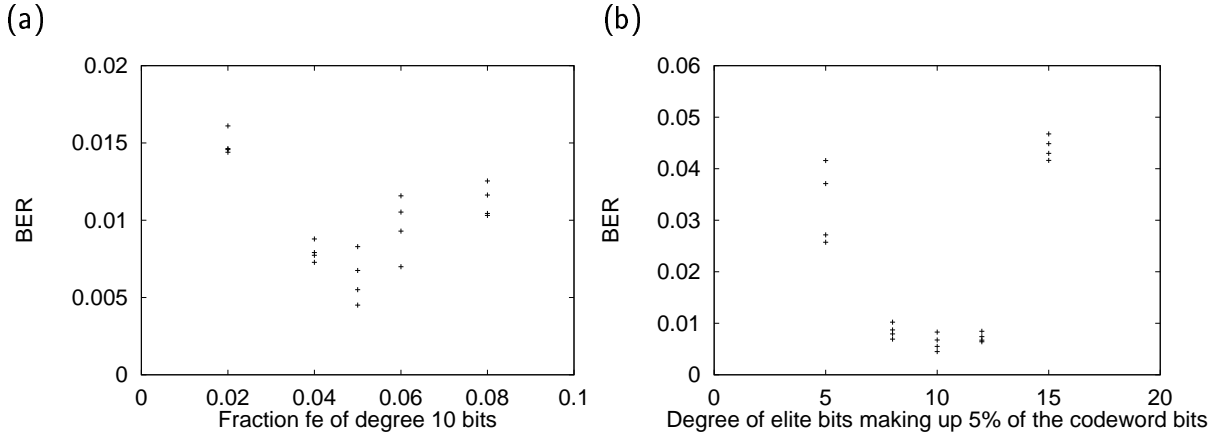 (a)
0.02
0.015
0.01
0.005
0
BER
0 0.02 0.04 0.06 0.08 0.1
Fraction fe of degree 10 bits
(b)
0.06
0.05
0.04
0.03
0.02
0.01
0
BER
0 5 10 15 20
Degree of elite bits making up 5% of the codeword bits